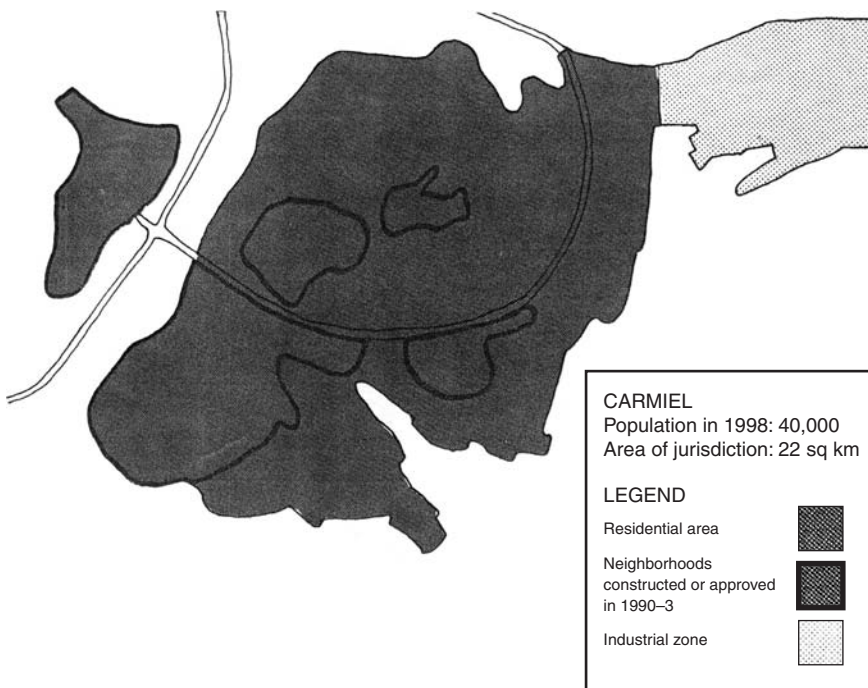 CARMIEL
Population in 1998: 40,000
Area of jurisdiction: 22 sq km
LEGEND
Residential area
Neighborhoods
constructed or approved
in 1990–3
Industrial zone